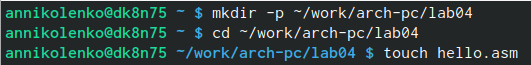 annikolenko@dk8n75 ~ $ mkdir -p ~/work/arch-pc/lab04
annikolenko@dk8n75 ~ $ cd ~/work/arch-pc/lab04
annikolenko@dk8n75 ~/work/arch-pc/lab04 $ touch hello.asm